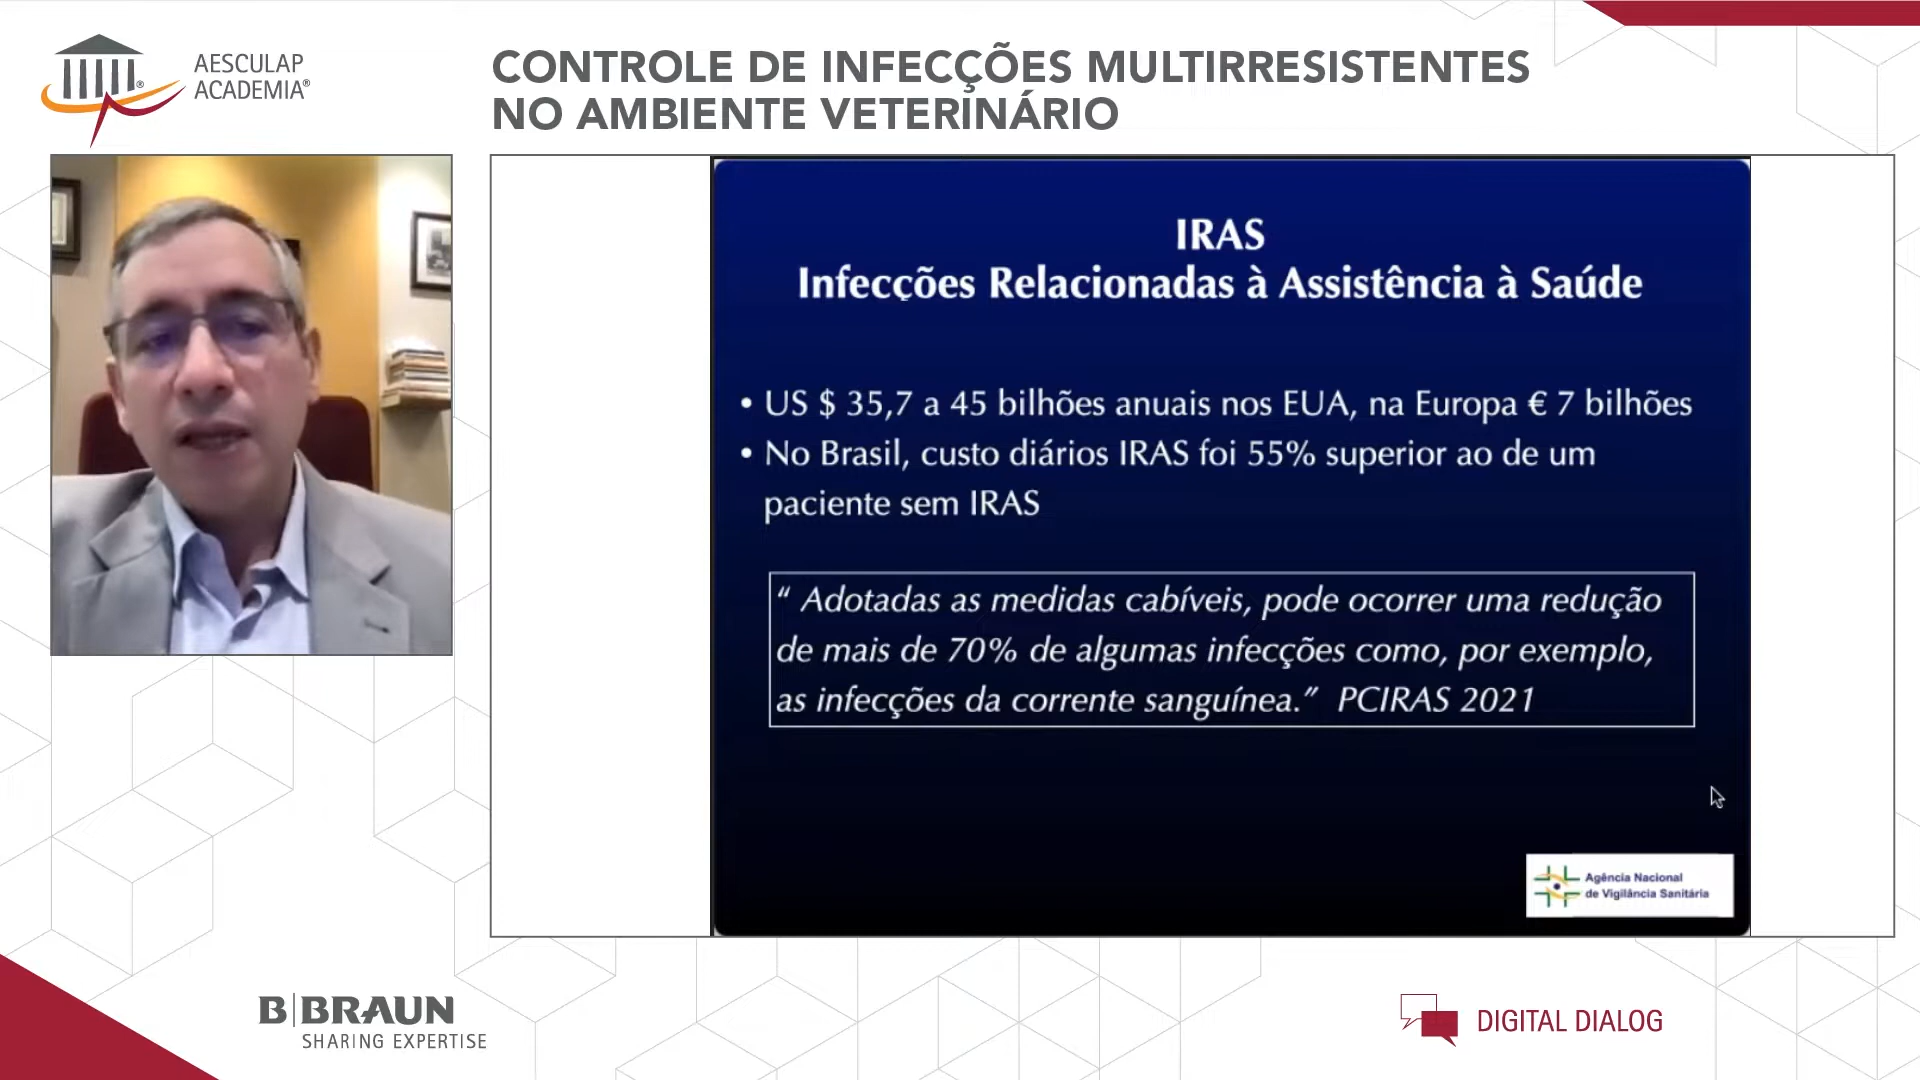 AESCULAP
ACADEMIA®
CONTROLE DE INFECÇÕES MULTIRRESISTENTES
NO AMBIENTE VETERINÁRIO
IRAS
Infecções Relacionadas à Assistência à Saúde
• US $ 35,7 a 45 bilhões anuais nos EUA, na Europa € 7 bilhões
• No Brasil, custo diários IRAS foi 55% superior ao de um
paciente sem IRAS
“ Adotadas as medidas cabíveis, pode ocorrer uma redução
de mais de 70% de algumas infecções como, por exemplo,
as infecções da corrente sanguínea.” PCIRAS 2021
Agência Nacional
de Vigilância Sanitária
B|BRAUN
SHARING EXPERTISE
DIGITAL DIALOG